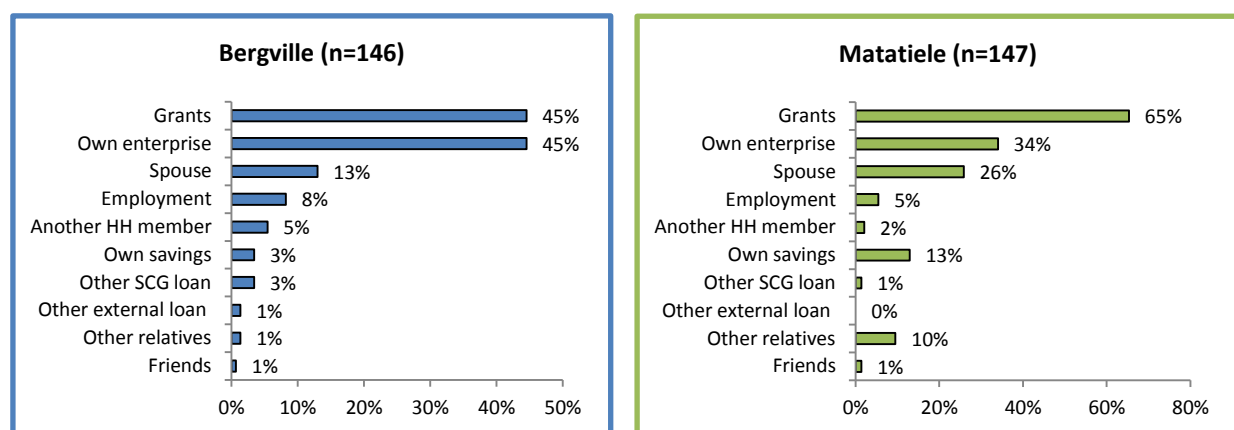 Bergville (n=146)
Grants 45%
Own enterprise 45%
Spouse 13%
Employment 8%
Another HH member 5%
Own savings 3%
Other SCG loan 3%
Other external loan 1%
Other relatives 1%
Friends 1%
0% 10% 20% 30% 40% 50%
Matatiele (n=147)
Grants 65%
Own enterprise 34%
Spouse 26%
Employment 5%
Another HH member 2%
Own savings 13%
Other SCG loan 1%
Other external loan 0%
Other relatives 10%
Friends 1%
0% 20% 40% 60% 80%